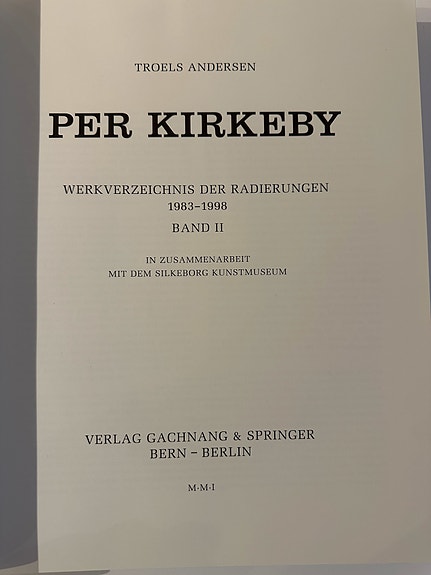 TROELS ANDERSEN
PER KIRKEBY
WERKVERZEICHNIS DER RADIERUNGEN
1983–1998
BAND II
IN ZUSAMMENARBEIT
MIT DEM SILKEBORG KUNSTMUSEUM
VERLAG GACHNANG & SPRINGER
BERN – BERLIN
M·M·I